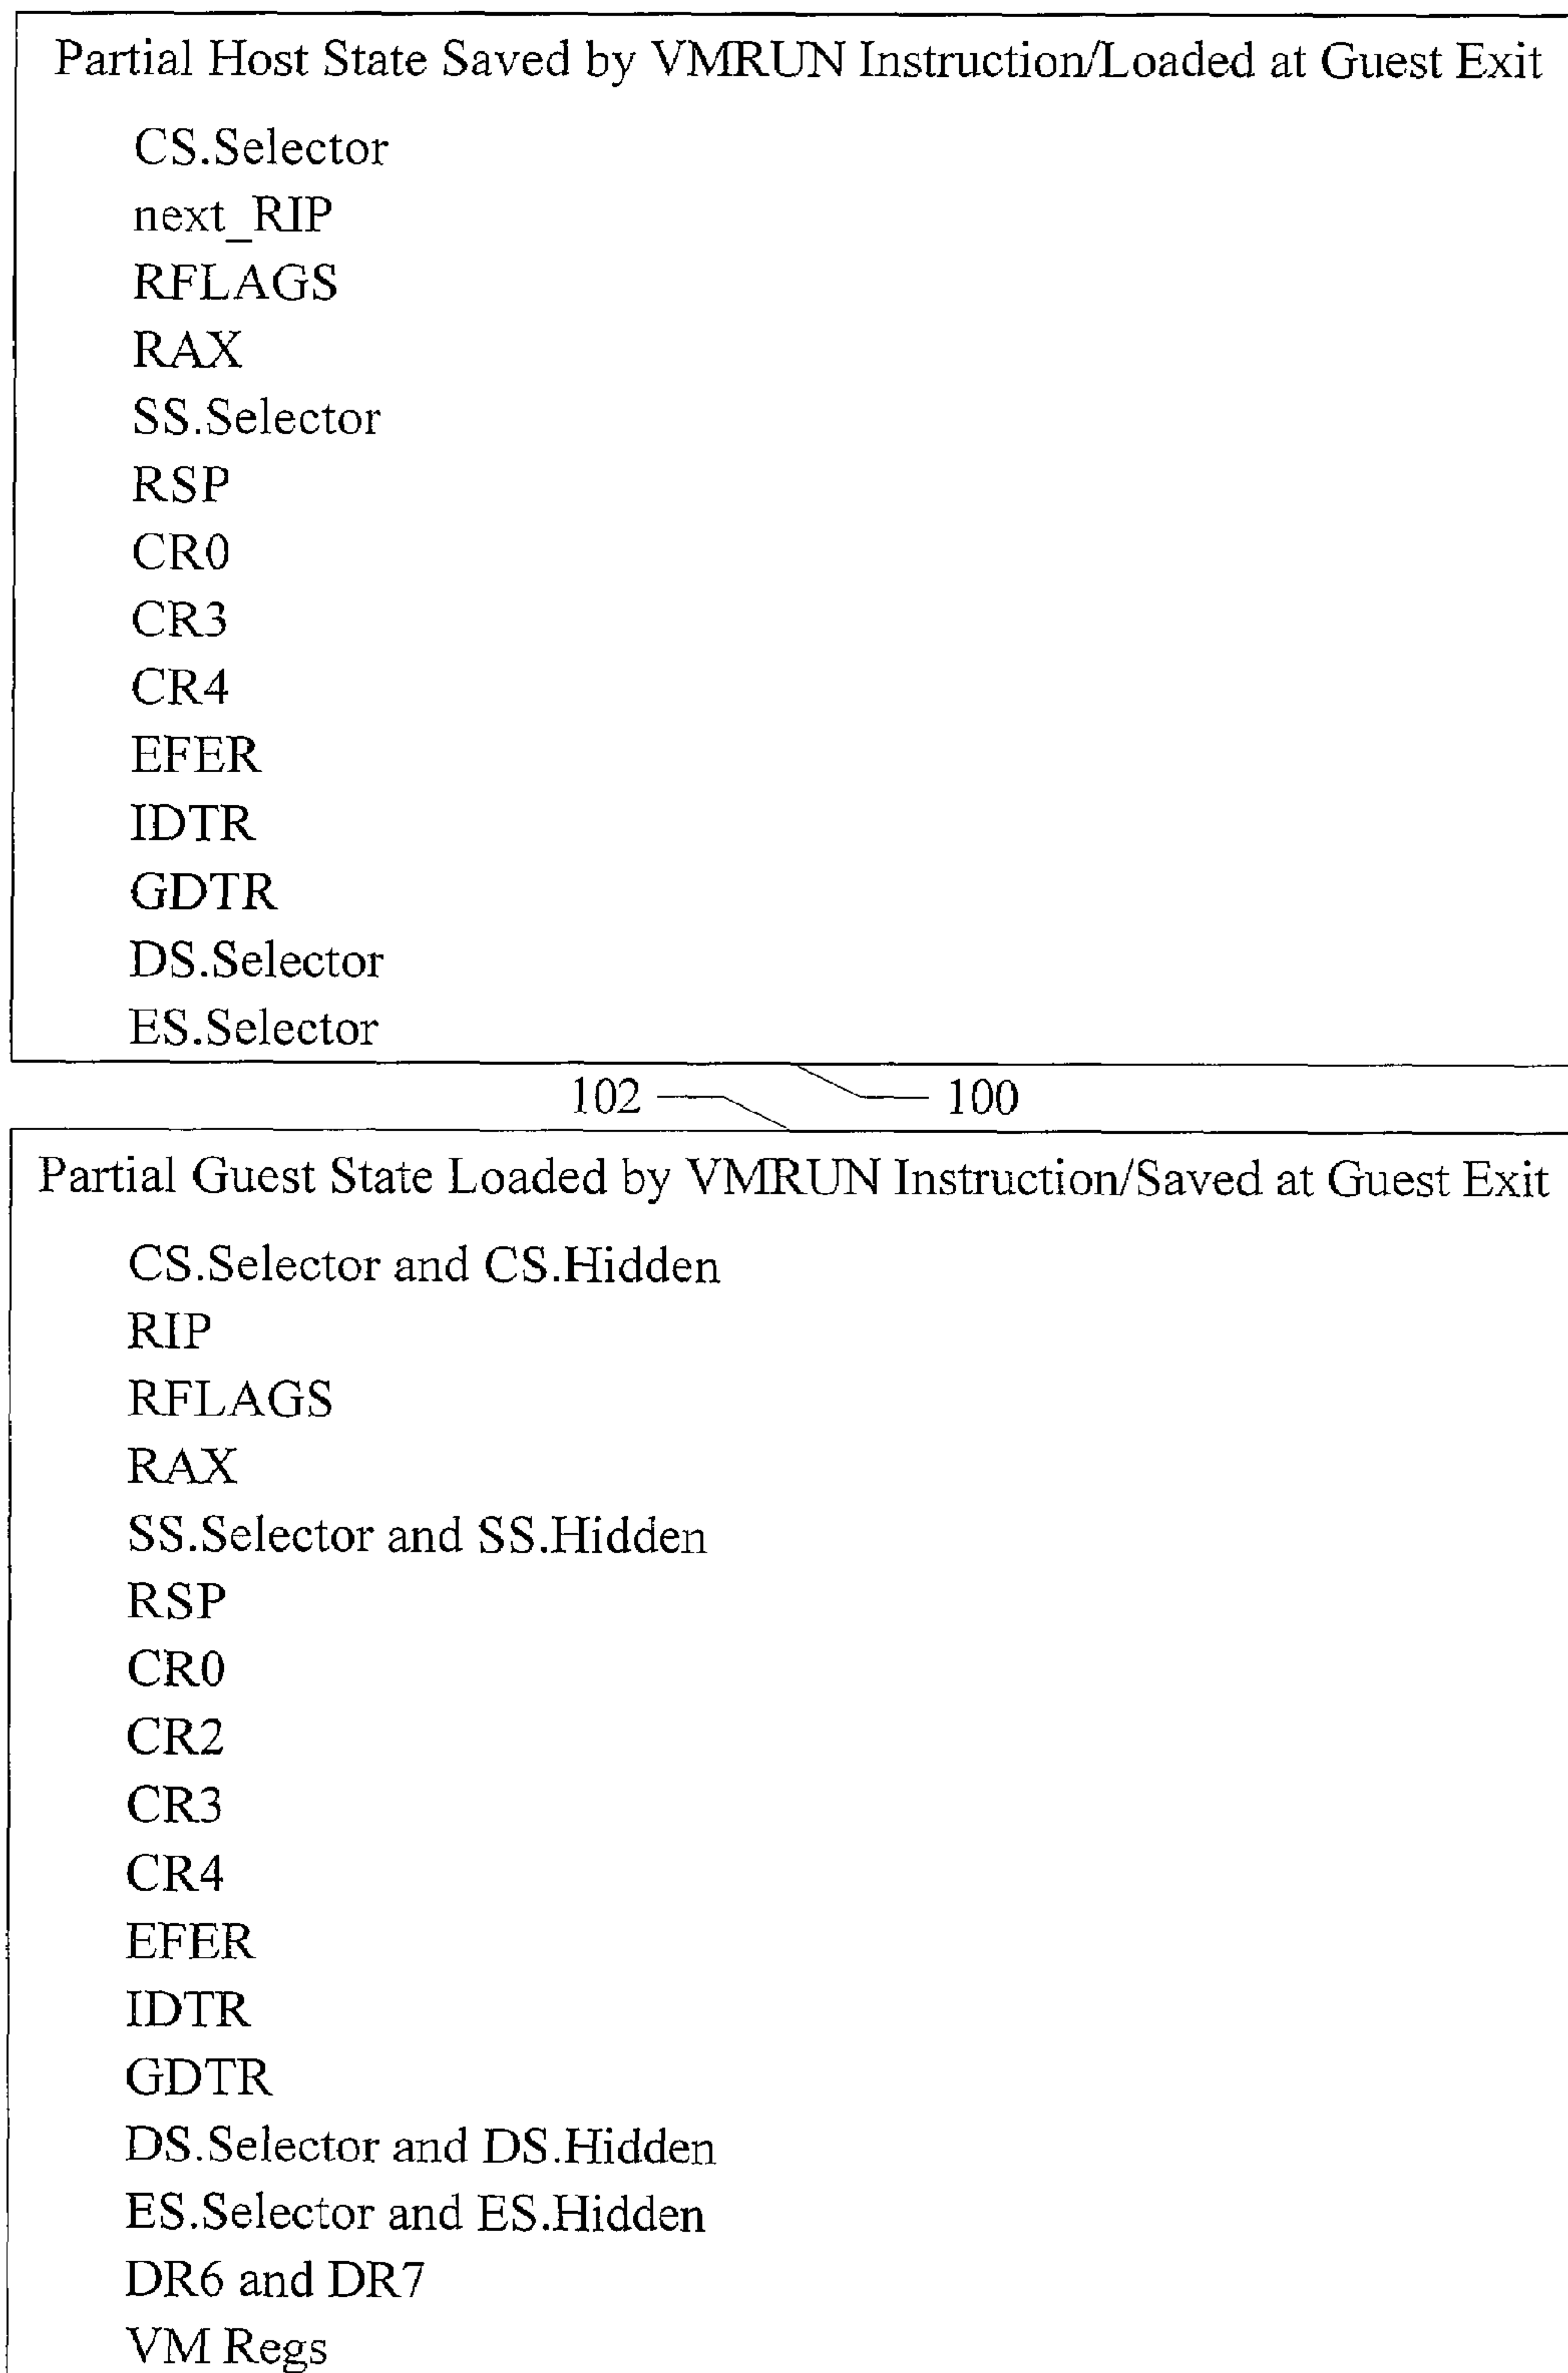 Partial Host State Saved by VMRUN Instruction/Loaded at Guest Exit
CS.Selector
next_RIP
RFLAGS
RAX
SS.Selector
RSP
CR0
CR3
CR4
EFER
IDTR
GDTR
DS.Selector
ES.Selector
102 100
Partial Guest State Loaded by VMRUN Instruction/Saved at Guest Exit
CS.Selector and CS.Hidden
RIP
RFLAGS
RAX
SS.Selector and SS.Hidden
RSP
CR0
CR2
CR3
CR4
EFER
IDTR
GDTR
DS.Selector and DS.Hidden
ES.Selector and ES.Hidden
DR6 and DR7
VM Regs